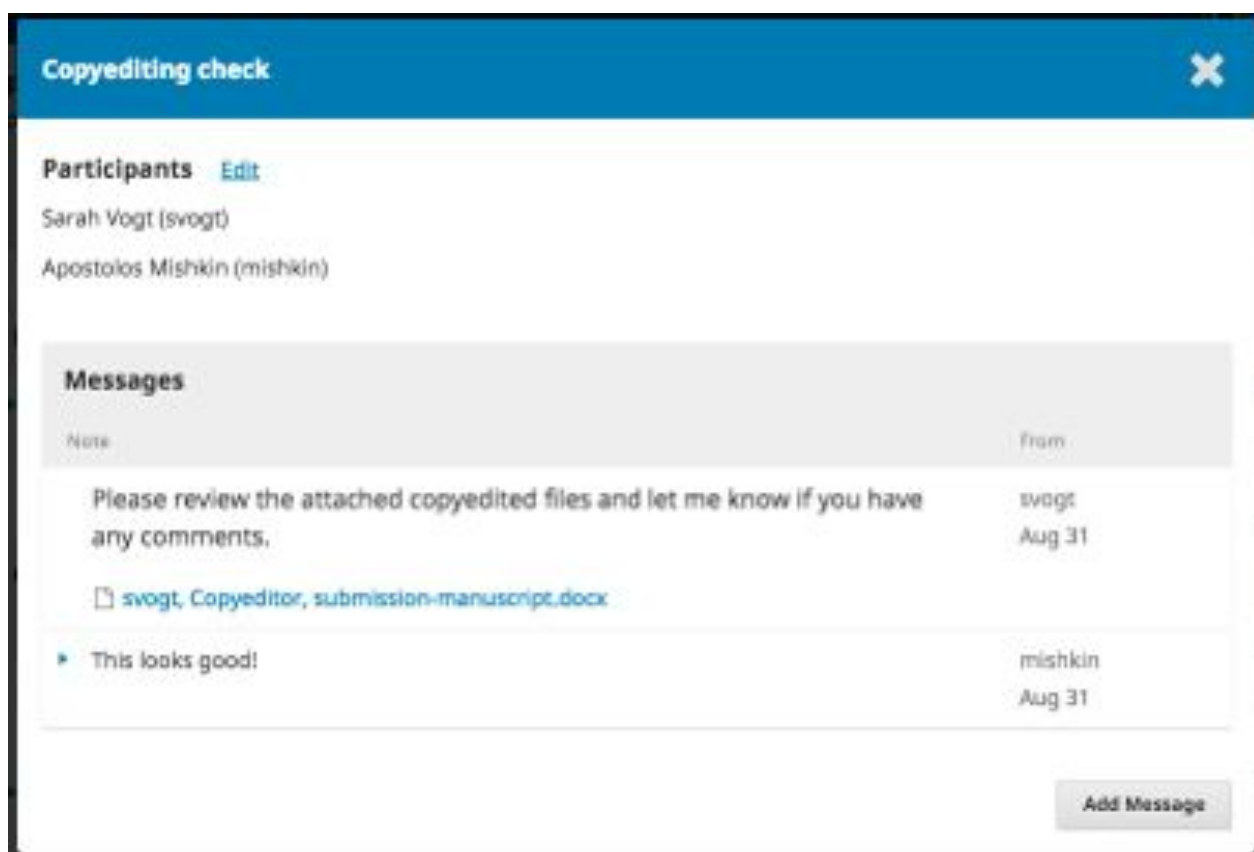 Copyediting check
Participants Edit
Sarah Vogt (svogt)
Apostolos Mishkin (mishkin)
Messages
Note From
Please review the attached copyedited files and let me know if you have svogt
any comments. Aug 31
svogt, Copyeditor, submission-manuscript.docx
This looks good! mishkin
Aug 31
Add Message